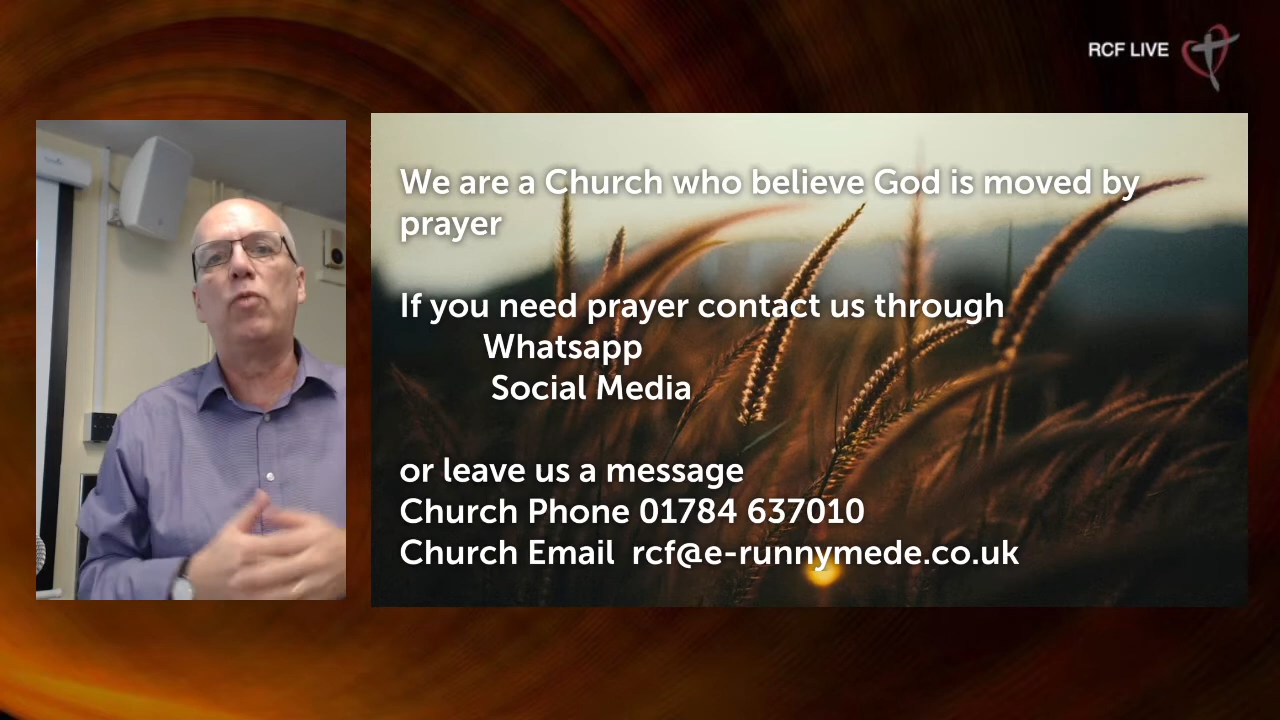 RCF LIVE
We are a Church who believe God is moved by
prayer
If you need prayer contact us through
Whatsapp
Social Media
or leave us a message
Church Phone 01784 637010
Church Email rcf@e-runnymede.co.uk